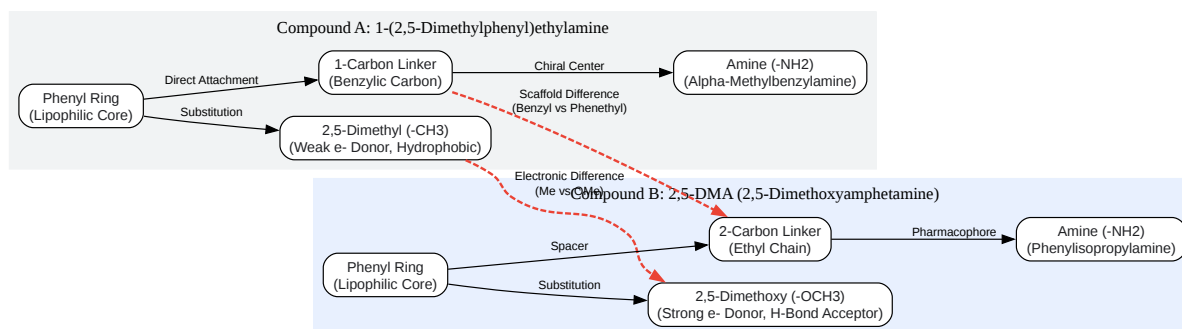 Compound A: 1-(2,5-Dimethylphenyl)ethylamine
Phenyl Ring
(Lipophilic Core)
Direct Attachment
Substitution
1-Carbon Linker
(Benzylic Carbon)
Chiral Center
Amine (-NH2)
(Alpha-Methylbenzylamine)
2,5-Dimethyl (-CH3)
(Weak e- Donor, Hydrophobic)
Scaffold Difference
(Benzyl vs Phenethyl)
Electronic Difference
(Me vs OMe)
Compound B: 2,5-DMA (2,5-Dimethoxyamphetamine)
Phenyl Ring
(Lipophilic Core)
Spacer
Substitution
2-Carbon Linker
(Ethyl Chain)
Pharmacophore
Amine (-NH2)
(Phenylisopropylamine)
2,5-Dimethoxy (-OCH3)
(Strong e- Donor, H-Bond Acceptor)